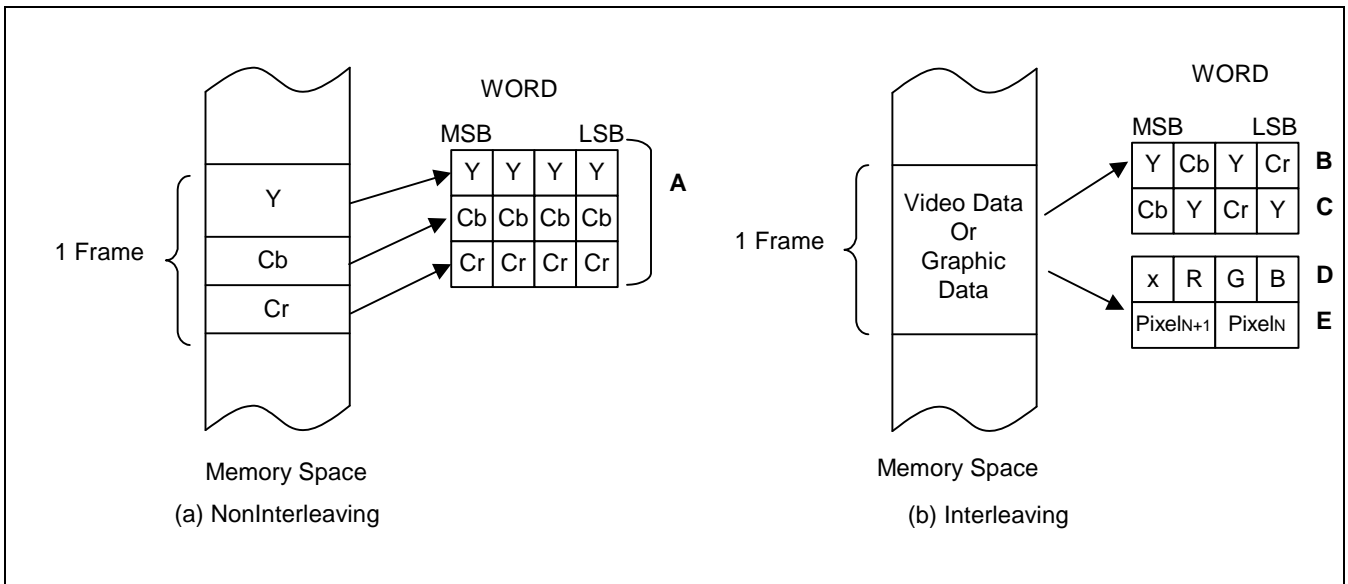 WORD
MSB LSB
Y Y Y Y
Cb Cb Cb Cb
Cr Cr Cr Cr
A
1 Frame
Y
Cb
Cr
Memory Space
(a) NonInterleaving
WORD
MSB LSB
Y Cb Y Cr B
Cb Y Cr Y C
x R G B D
PixelN+1 PixelN E
1 Frame
Video Data
Or
Graphic
Data
Memory Space
(b) Interleaving